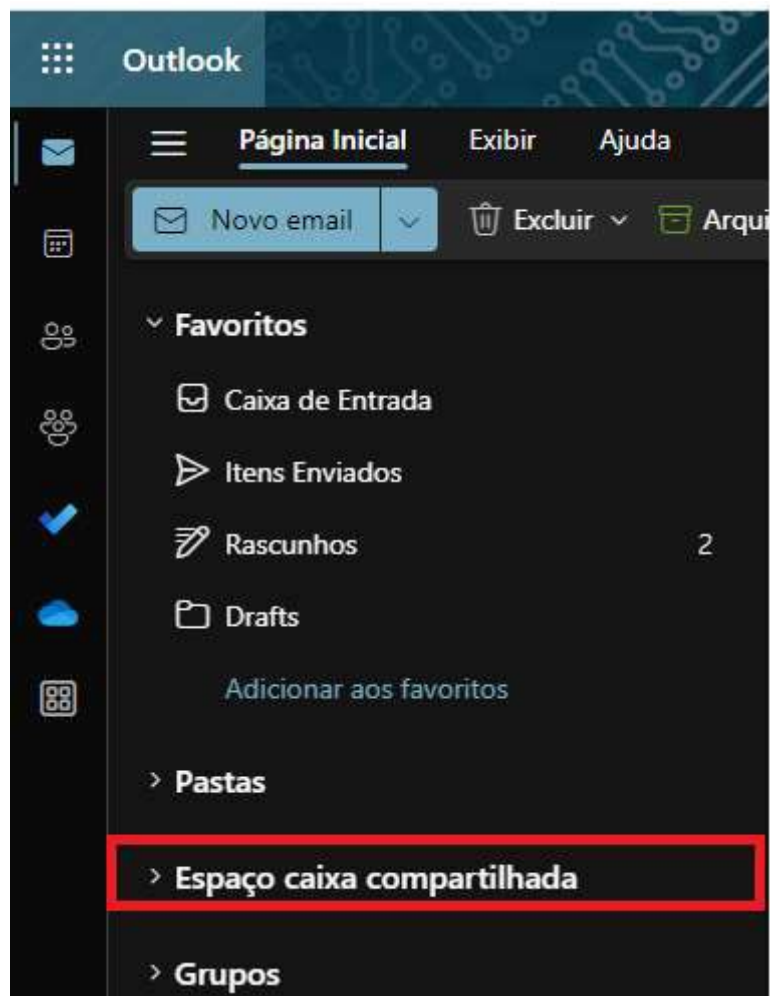 Outlook
Página Inicial Exibir Ajuda
Novo email Excluir Arqui
Favoritos
Caixa de Entrada
Itens Enviados
Rascunhos 2
Drafts
Adicionar aos favoritos
Pastas
Espaço caixa compartilhada
Grupos